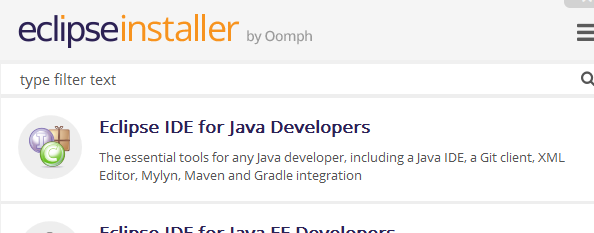 eclipseinstaller by Oomph
type filter text
Eclipse IDE for Java Developers
The essential tools for any Java developer, including a Java IDE, a Git client, XML
Editor, Mylyn, Maven and Gradle integration
Eclipse IDE for Java EE Developers